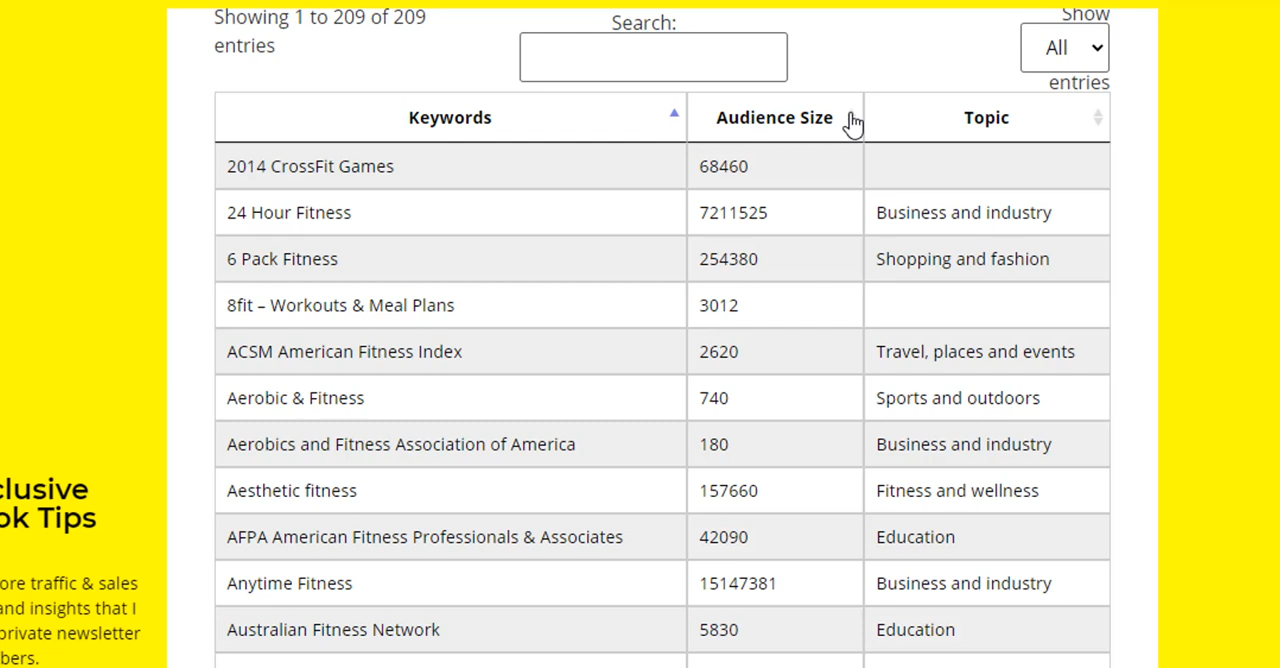 Showing 1 to 209 of 209
entries
Search:
Show
All
entries
Keywords Audience Size Topic
2014 CrossFit Games 68460
24 Hour Fitness 7211525 Business and industry
6 Pack Fitness 254380 Shopping and fashion
8fit – Workouts & Meal Plans 3012
ACSM American Fitness Index 2620 Travel, places and events
Aerobic & Fitness 740 Sports and outdoors
Aerobics and Fitness Association of America 180 Business and industry
Aesthetic fitness 157660 Fitness and wellness
AFPA American Fitness Professionals & Associates 42090 Education
Anytime Fitness 15147381 Business and industry
Australian Fitness Network 5830 Education
clusive
ok Tips
ore traffic & sales
and insights that I
private newsletter
bers.